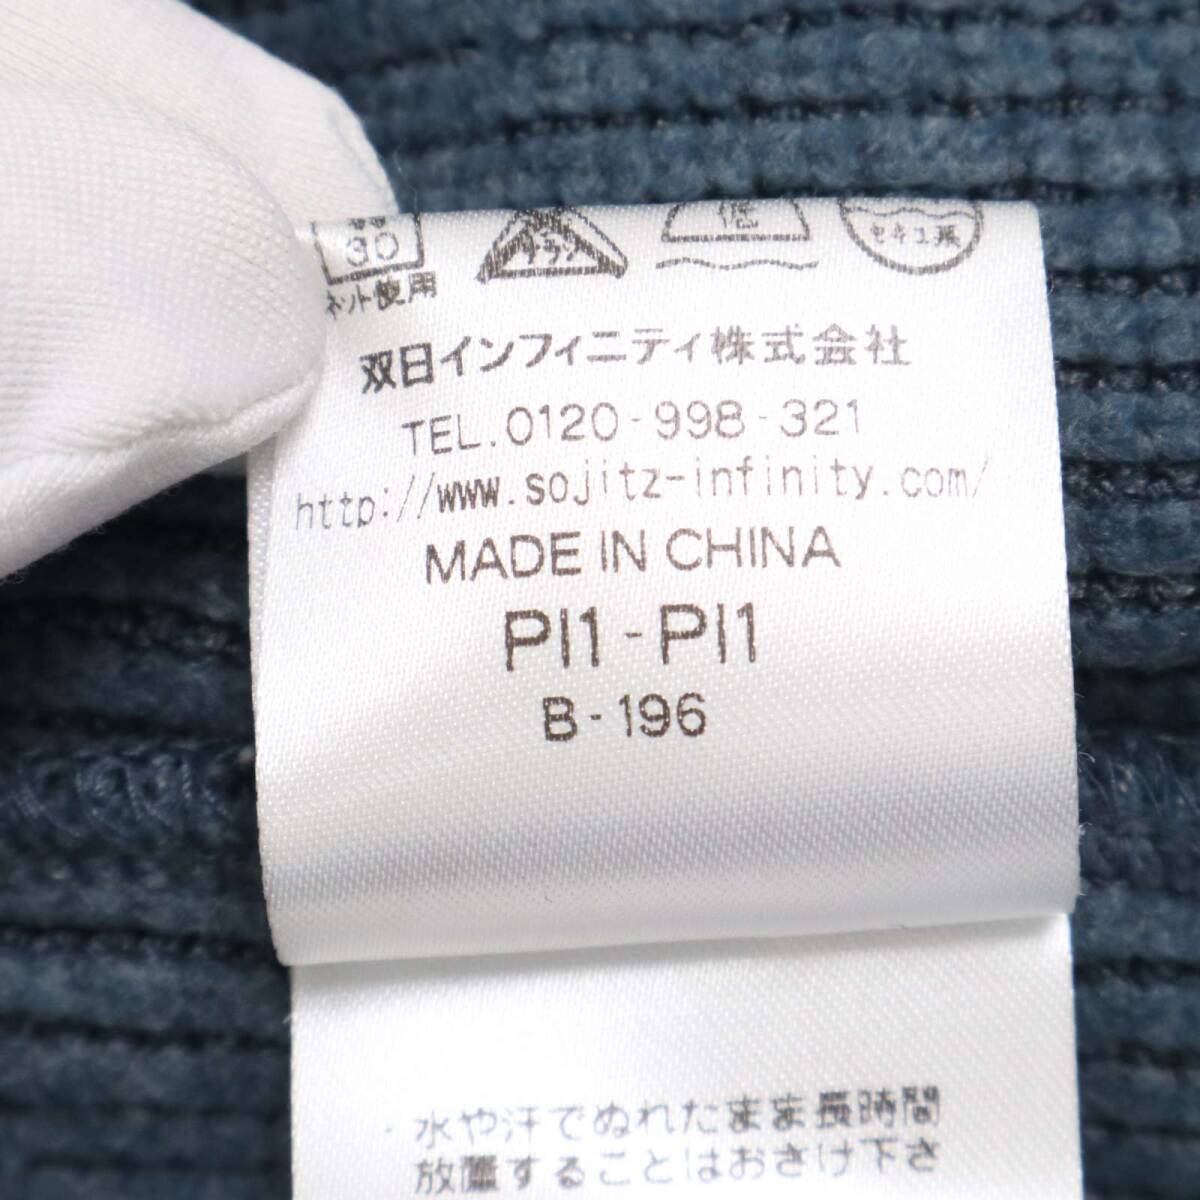 30
ネット使用
低
セキユ系
双日インフィニティ株式会社
TEL.0120-998-321
http://www.sojitz-infinity.com/
MADE IN CHINA
PI1-PI1
B-196
・水や汗でぬれたまま長時間
放置することはおさけ下さ